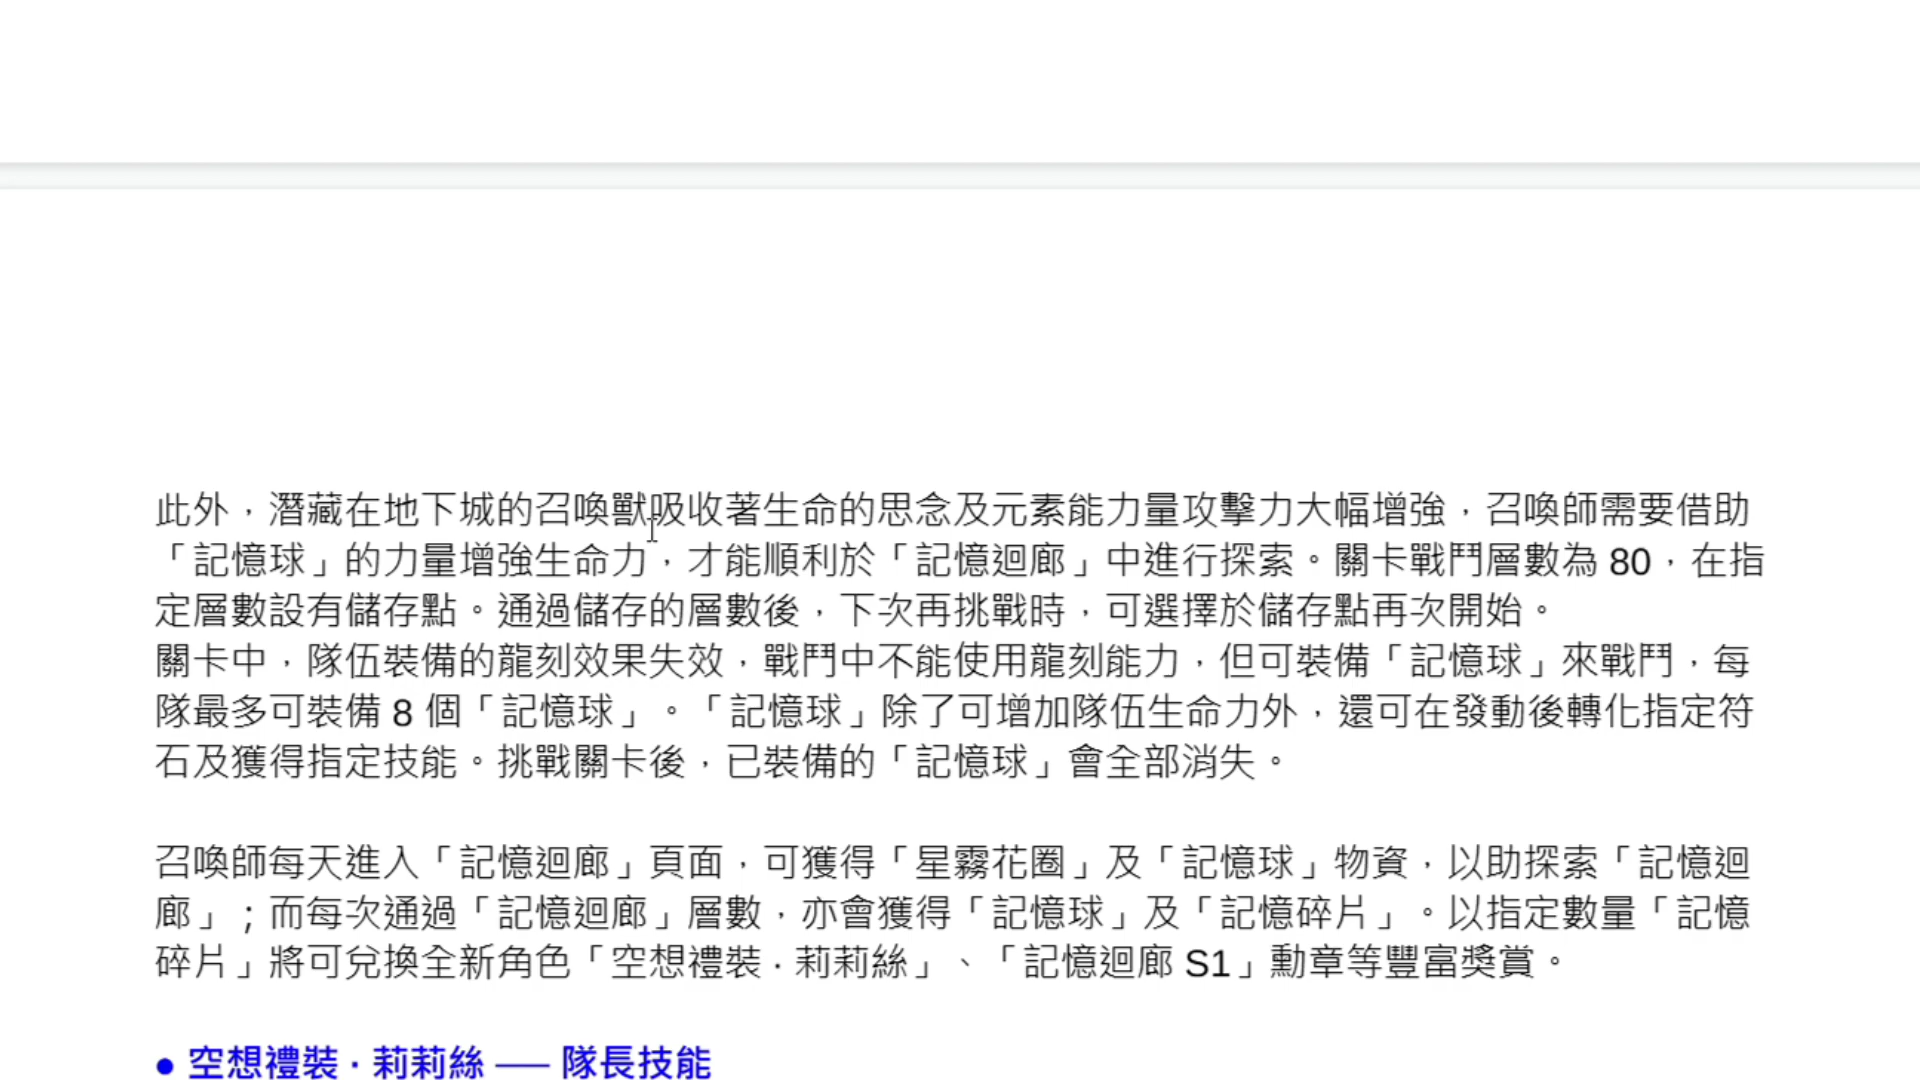 此外，潛藏在地下城的召喚獸吸收著生命的思念及元素能力量攻擊力大幅增強，召喚師需要借助
「記憶球」的力量增強生命力，才能順利於「記憶迴廊」中進行探索。關卡戰鬥層數為 80，在指
定層數設有儲存點。通過儲存的層數後，下次再挑戰時，可選擇於儲存點再次開始。
關卡中，隊伍裝備的龍刻效果失效，戰鬥中不能使用龍刻能力，但可裝備「記憶球」來戰鬥，每
隊最多可裝備 8 個「記憶球」。「記憶球」除了可增加隊伍生命力外，還可在發動後轉化指定符
石及獲得指定技能。挑戰關卡後，已裝備的「記憶球」會全部消失。
召喚師每天進入「記憶迴廊」頁面，可獲得「星霧花圈」及「記憶球」物資，以助探索「記憶迴
廊」；而每次通過「記憶迴廊」層數，亦會獲得「記憶球」及「記憶碎片」。以指定數量「記憶
碎片」將可兌換全新角色「空想禮裝 · 莉莉絲」、「記憶迴廊 S1」勳章等豐富獎賞。
● 空想禮裝 · 莉莉絲 —– 隊長技能